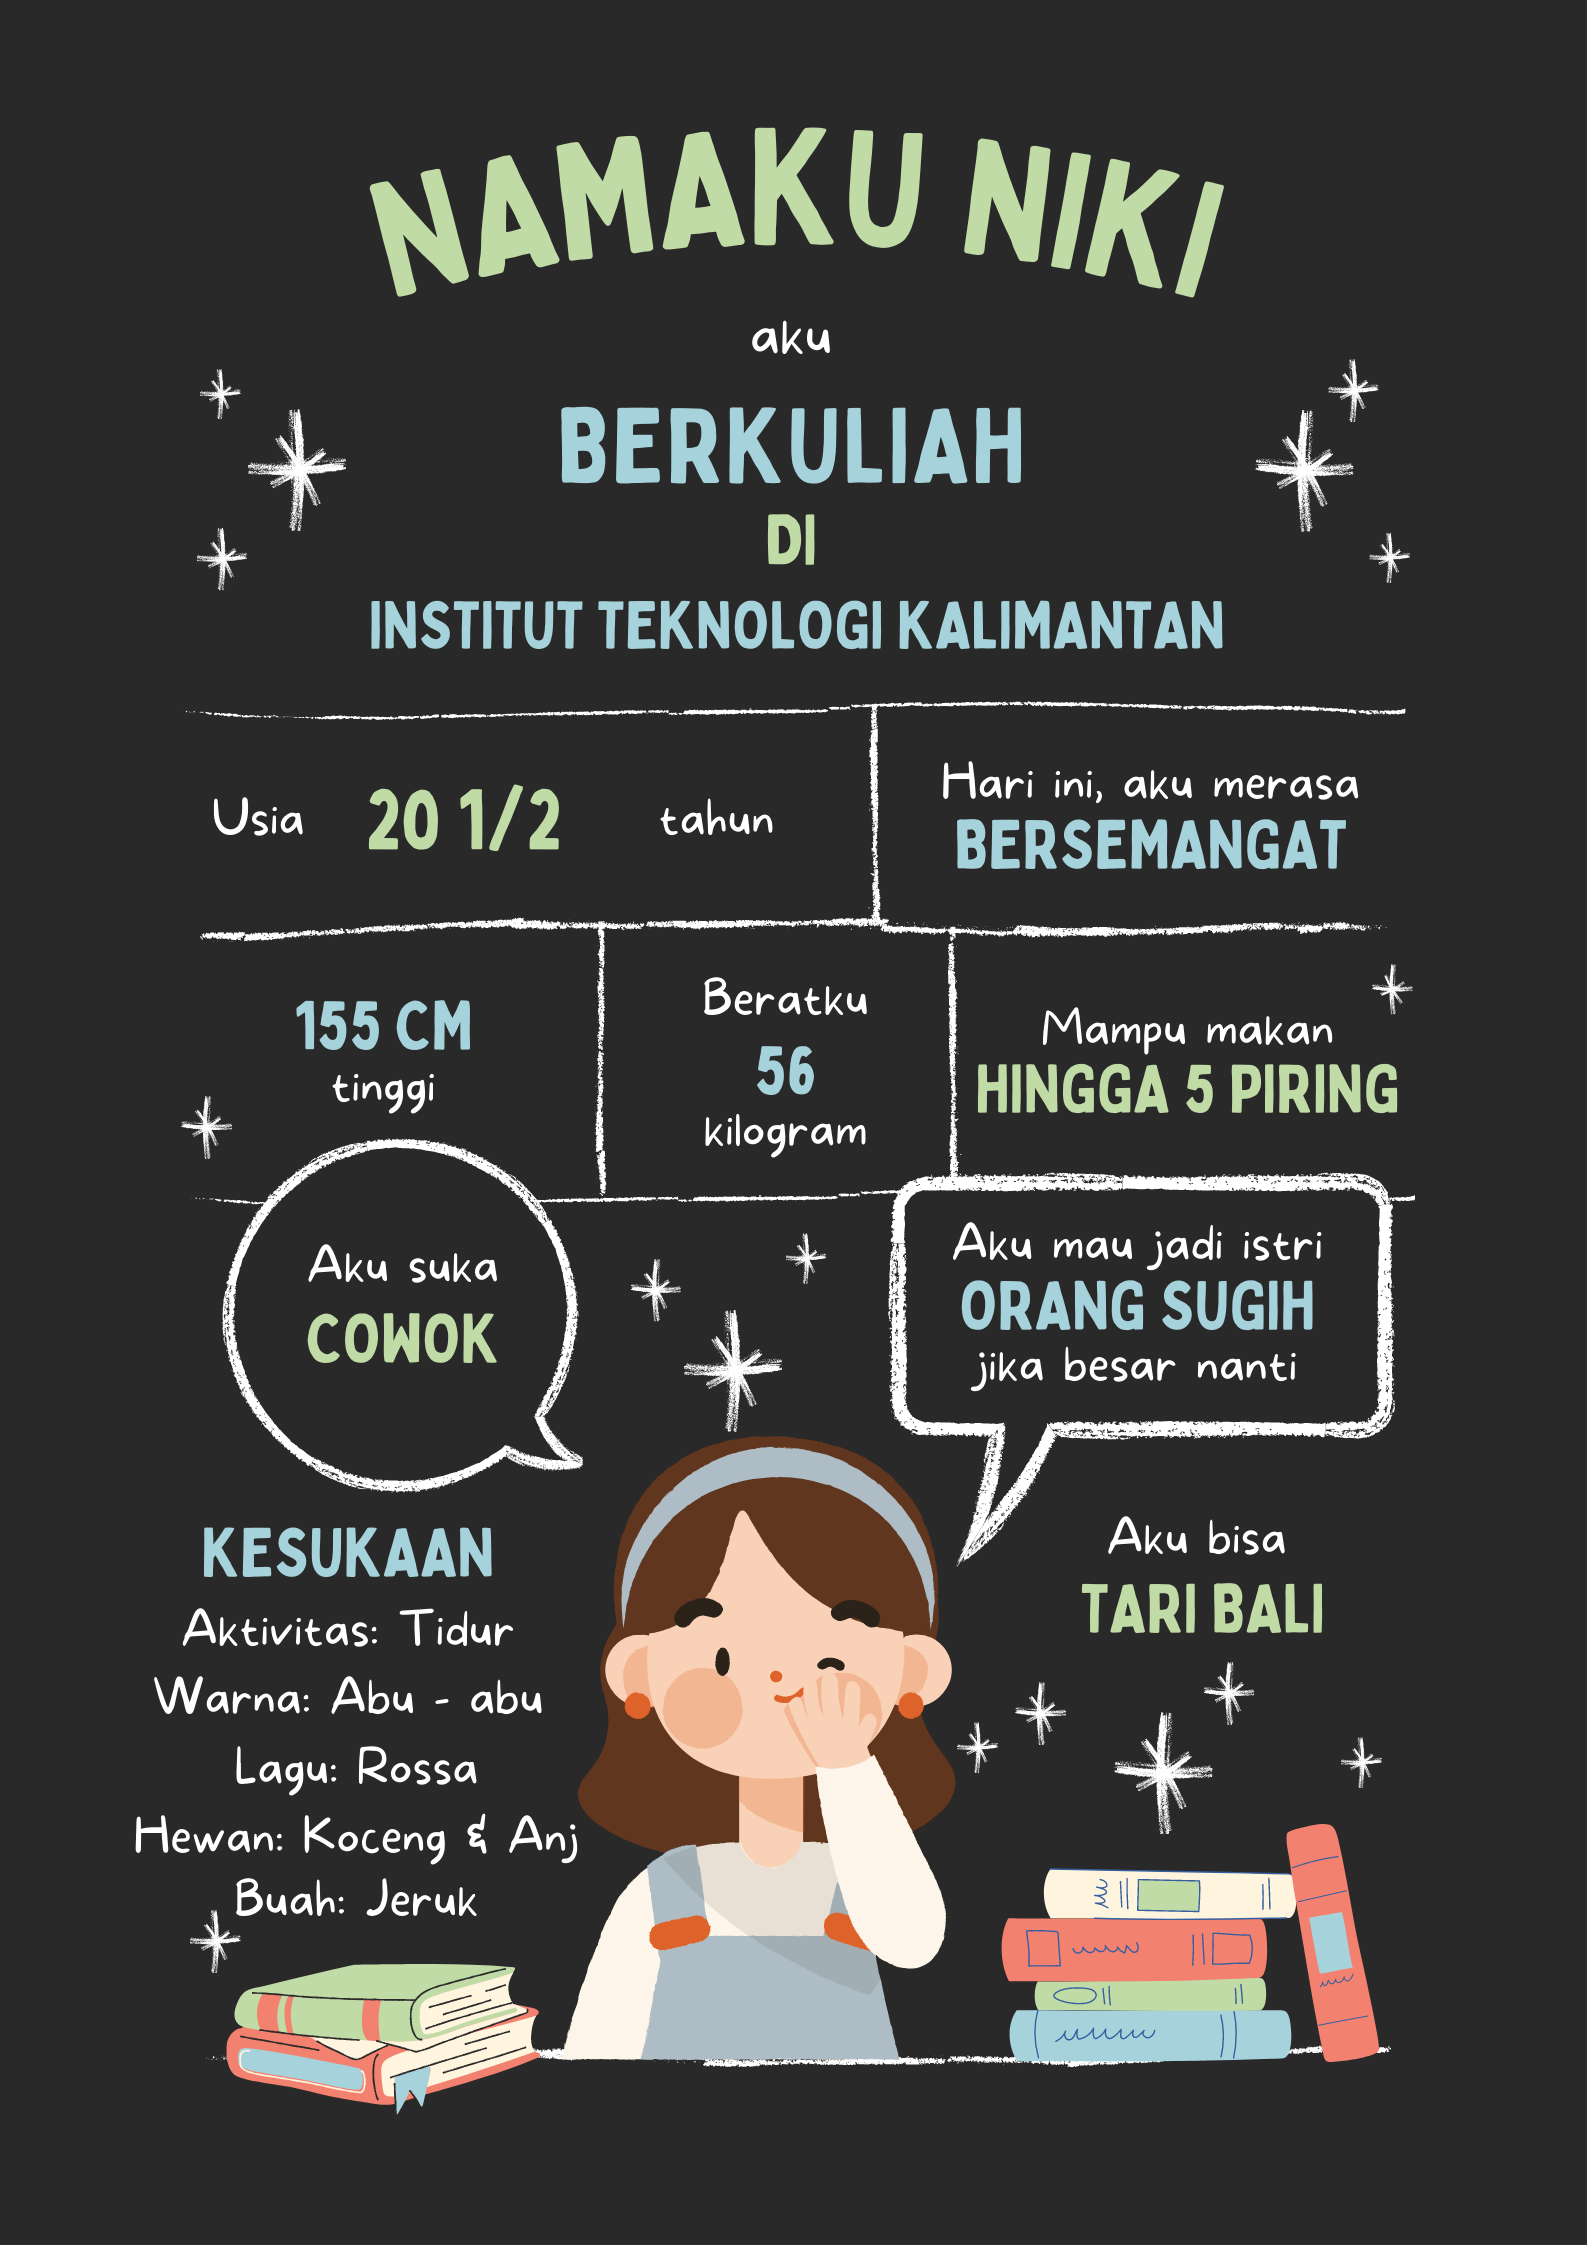 NAMAKU NIKI
aku
BERKULIAH
DI
INSTITUT TEKNOLOGI KALIMANTAN
Usia 20 1/2 tahun
Hari ini, aku merasa
BERSEMANGAT
155 CM
tinggi
Beratku
56
kilogram
Mampu makan
HINGGA 5 PIRING
Aku suka
COWOK
Aku mau jadi istri
ORANG SUGIH
jika besar nanti
KESUKAAN
Aktivitas: Tidur
Warna: Abu - abu
Lagu: Rossa
Hewan: Koceng & Anj
Buah: Jeruk
Aku bisa
TARI BALI